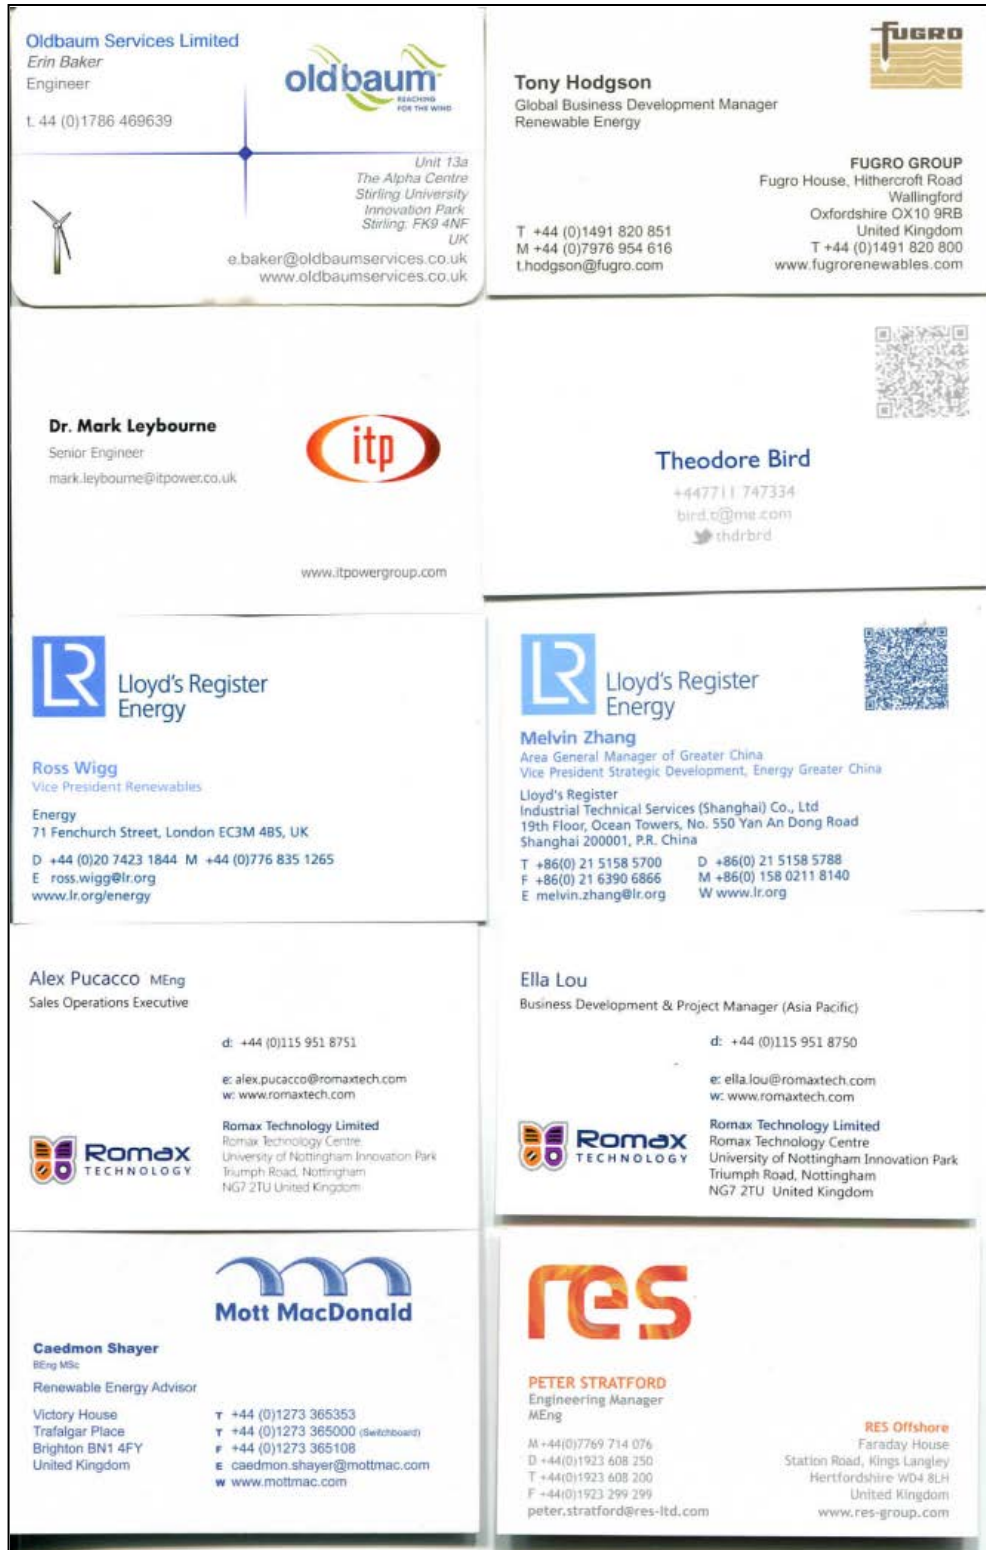 Oldbaum Services Limited
Erin Baker
Engineer
t. 44 (0)1786 469639
oldbaum
REACHING
FOR THE WIND
Unit 13a
The Alpha Centre
Stirling University
Innovation Park
Stirling. FK9 4NF
UK
e.baker@oldbaumservices.co.uk
www.oldbaumservices.co.uk
FUGRO
Tony Hodgson
Global Business Development Manager
Renewable Energy
FUGRO GROUP
Fugro House, Hithercroft Road
Wallingford
Oxfordshire OX10 9RB
United Kingdom
T +44 (0)1491 820 800
www.fugrorenewables.com
T +44 (0)1491 820 851
M +44 (0)7976 954 616
t.hodgson@fugro.com
Dr. Mark Leybourne
Senior Engineer
mark.leybourne@itpower.co.uk
itp
www.itpowergroup.com
Theodore Bird
+447711 747334
bird.t@me.com
thdrbrd
LR
Lloyd's Register
Energy
Ross Wigg
Vice President Renewables
Energy
71 Fenchurch Street, London EC3M 4BS, UK
D +44 (0)20 7423 1844 M +44 (0)776 835 1265
E ross.wigg@lr.org
www.lr.org/energy
LR
Lloyd's Register
Energy
Melvin Zhang
Area General Manager of Greater China
Vice President Strategic Development, Energy Greater China
Lloyd's Register
Industrial Technical Services (Shanghai) Co., Ltd
19th Floor, Ocean Towers, No. 550 Yan An Dong Road
Shanghai 200001, P.R. China
T +86(0) 21 5158 5700 D +86(0) 21 5158 5788
F +86(0) 21 6390 6866 M +86(0) 158 0211 8140
E melvin.zhang@lr.org W www.lr.org
Alex Pucacco MEng
Sales Operations Executive
d: +44 (0)115 951 8751
e: alex.pucacco@romaxtech.com
w: www.romaxtech.com
Romax
TECHNOLOGY
Romax Technology Limited
Romax Technology Centre
University of Nottingham Innovation Park
Triumph Road, Nottingham
NG7 2TU United Kingdom
Ella Lou
Business Development & Project Manager (Asia Pacific)
d: +44 (0)115 951 8750
e: ella.lou@romaxtech.com
w: www.romaxtech.com
Romax
TECHNOLOGY
Romax Technology Limited
Romax Technology Centre
University of Nottingham Innovation Park
Triumph Road, Nottingham
NG7 2TU United Kingdom
Mott MacDonald
Caedmon Shayer
BEng MSc
Renewable Energy Advisor
Victory House
Trafalgar Place
Brighton BN1 4FY
United Kingdom
T +44 (0)1273 365353
T +44 (0)1273 365000 (Switchboard)
F +44 (0)1273 365108
E caedmon.shayer@mottmac.com
W www.mottmac.com
res
PETER STRATFORD
Engineering Manager
MEng
M +44(0)7769 714 076
D +44(0)1923 608 250
T +44(0)1923 608 200
F +44(0)1923 299 299
peter.stratford@res-ltd.com
RES Offshore
Faraday House
Station Road, Kings Langley
Hertfordshire WD4 8LH
United Kingdom
www.res-group.com